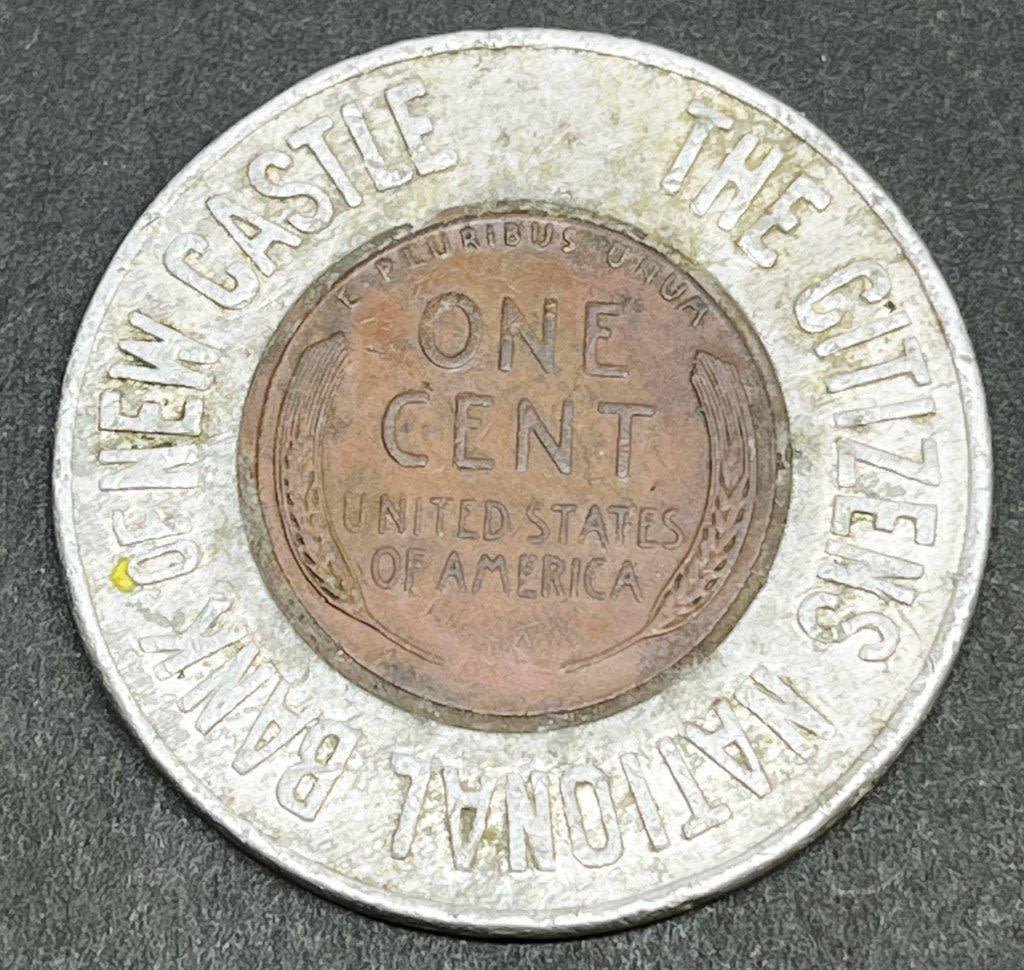 THE CITIZENS NATIONAL BANK OF NEW CASTLE
E PLURIBUS UNUM
ONE
CENT
UNITED STATES
OF AMERICA